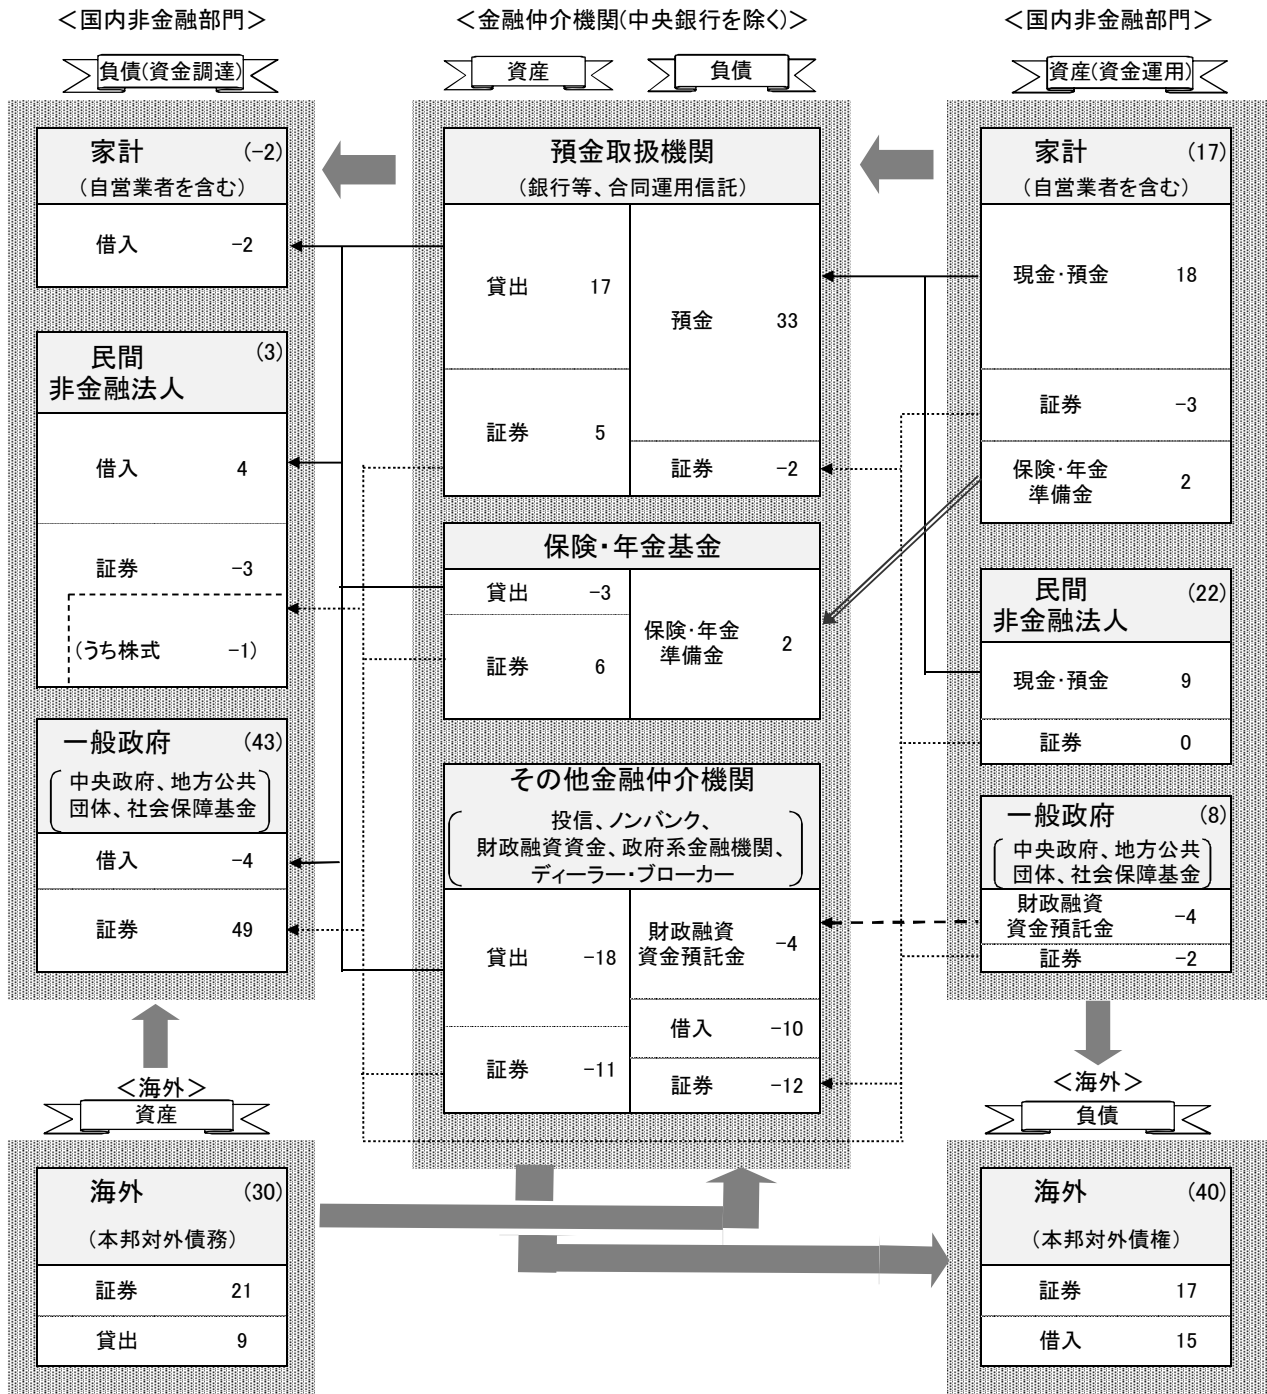 ＜国内非金融部門＞
負債(資金調達)
家計 (-2)
（自営業者を含む）
借入 -2
民間 (3)
非金融法人
借入 4
証券 -3
(うち株式 -1)
一般政府 (43)
中央政府、地方公共
団体、社会保障基金
借入 -4
証券 49
＜海外＞
資産
海外 (30)
（本邦対外債務）
証券 21
貸出 9
＜金融仲介機関(中央銀行を除く)＞
資産
負債
預金取扱機関
（銀行等、合同運用信託）
貸出 17
証券 5
預金 33
証券 -2
保険・年金基金
貸出 -3
証券 6
保険・年金
準備金 2
その他金融仲介機関
投信、ノンバンク、
財政融資資金、政府系金融機関、
ディーラー・ブローカー
貸出 -18
証券 -11
財政融資
資金預託金 -4
借入 -10
証券 -12
＜国内非金融部門＞
資産(資金運用)
家計 (17)
（自営業者を含む）
現金・預金 18
証券 -3
保険・年金
準備金 2
民間 (22)
非金融法人
現金・預金 9
証券 0
一般政府 (8)
中央政府、地方公共
団体、社会保障基金
財政融資
資金預託金 -4
証券 -2
＜海外＞
負債
海外 (40)
（本邦対外債権）
証券 17
借入 15